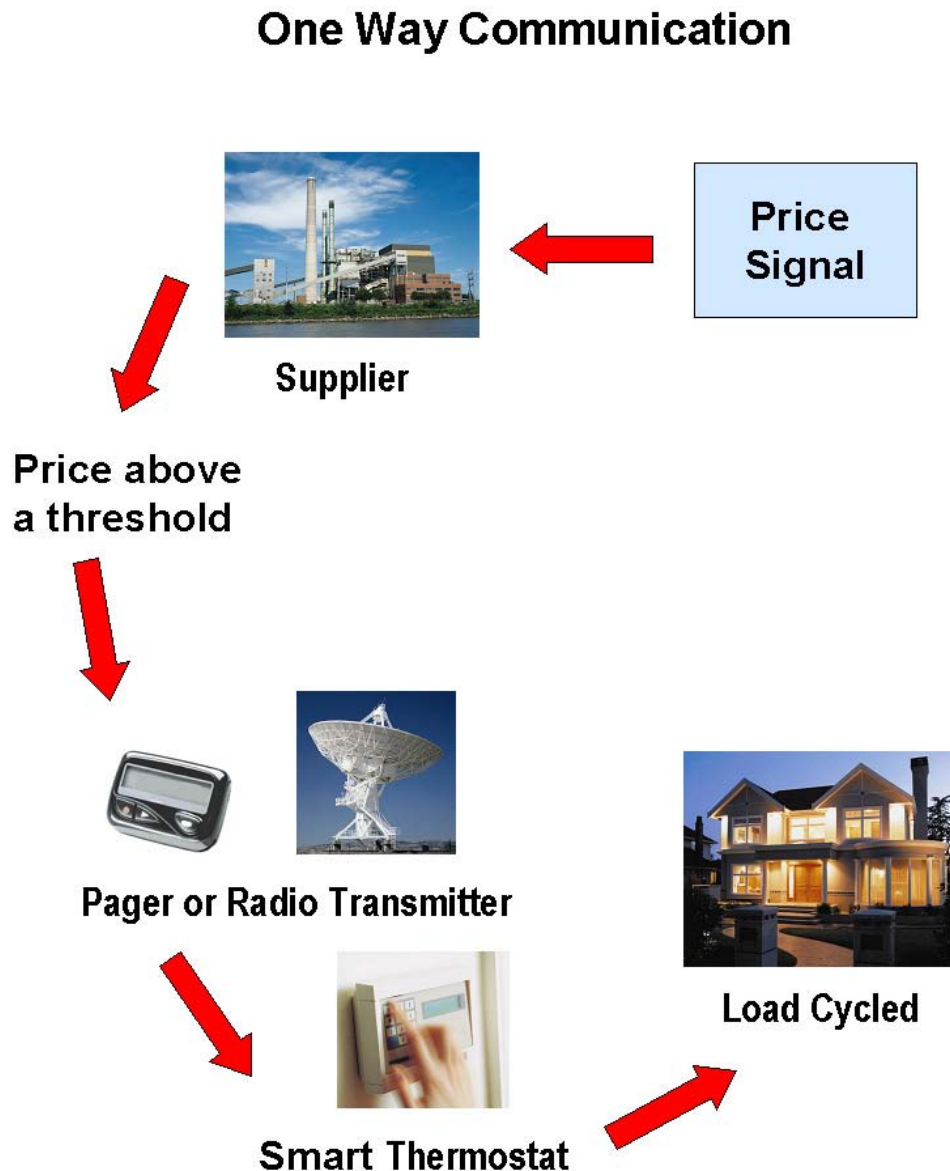 One Way Communication
Price
Signal
Supplier
Price above
a threshold
Pager or Radio Transmitter
Load Cycled
Smart Thermostat